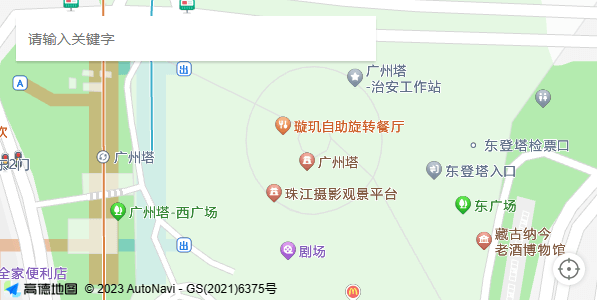 请输入关键字
出
广州塔
-治安工作站
A
璇玑自助旋转餐厅
东登塔检票口
广州塔
广州塔
2门
东登塔入口
珠江摄影观景平台
东广场
广州塔-西广场
藏古纳今
老酒博物馆
出
剧场
全家便利店
高德地图 © 2023 AutoNavi - GS(2021)6375号